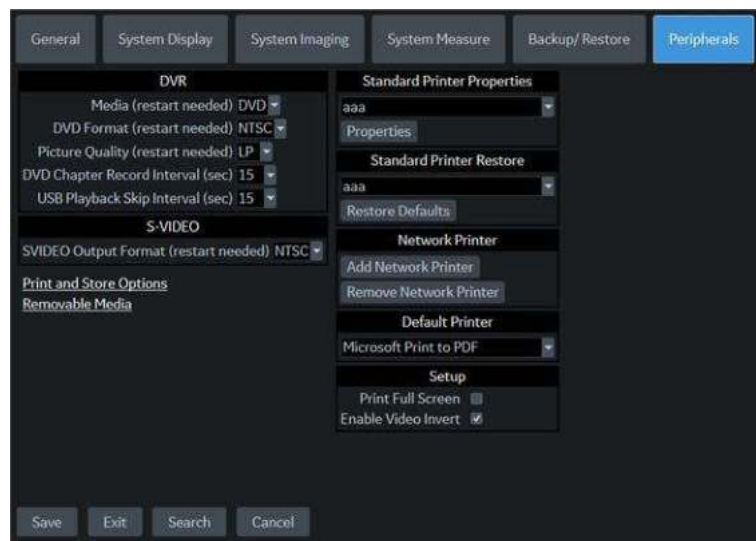 General System Display System Imaging System Measure Backup/ Restore Peripherals
DVR
Media (restart needed) DVD
DVD Format (restart needed) NTSC
Picture Quality (restart needed) LP
DVD Chapter Record Interval (sec) 15
USB Playback Skip Interval (sec) 15
S-VIDEO
SVIDEO Output Format (restart needed) NTSC
Print and Store Options
Removable Media
Standard Printer Properties
aaa
Properties
Standard Printer Restore
aaa
Restore Defaults
Network Printer
Add Network Printer
Remove Network Printer
Default Printer
Microsoft Print to PDF
Setup
Print Full Screen
Enable Video Invert
Save Exit Search Cancel